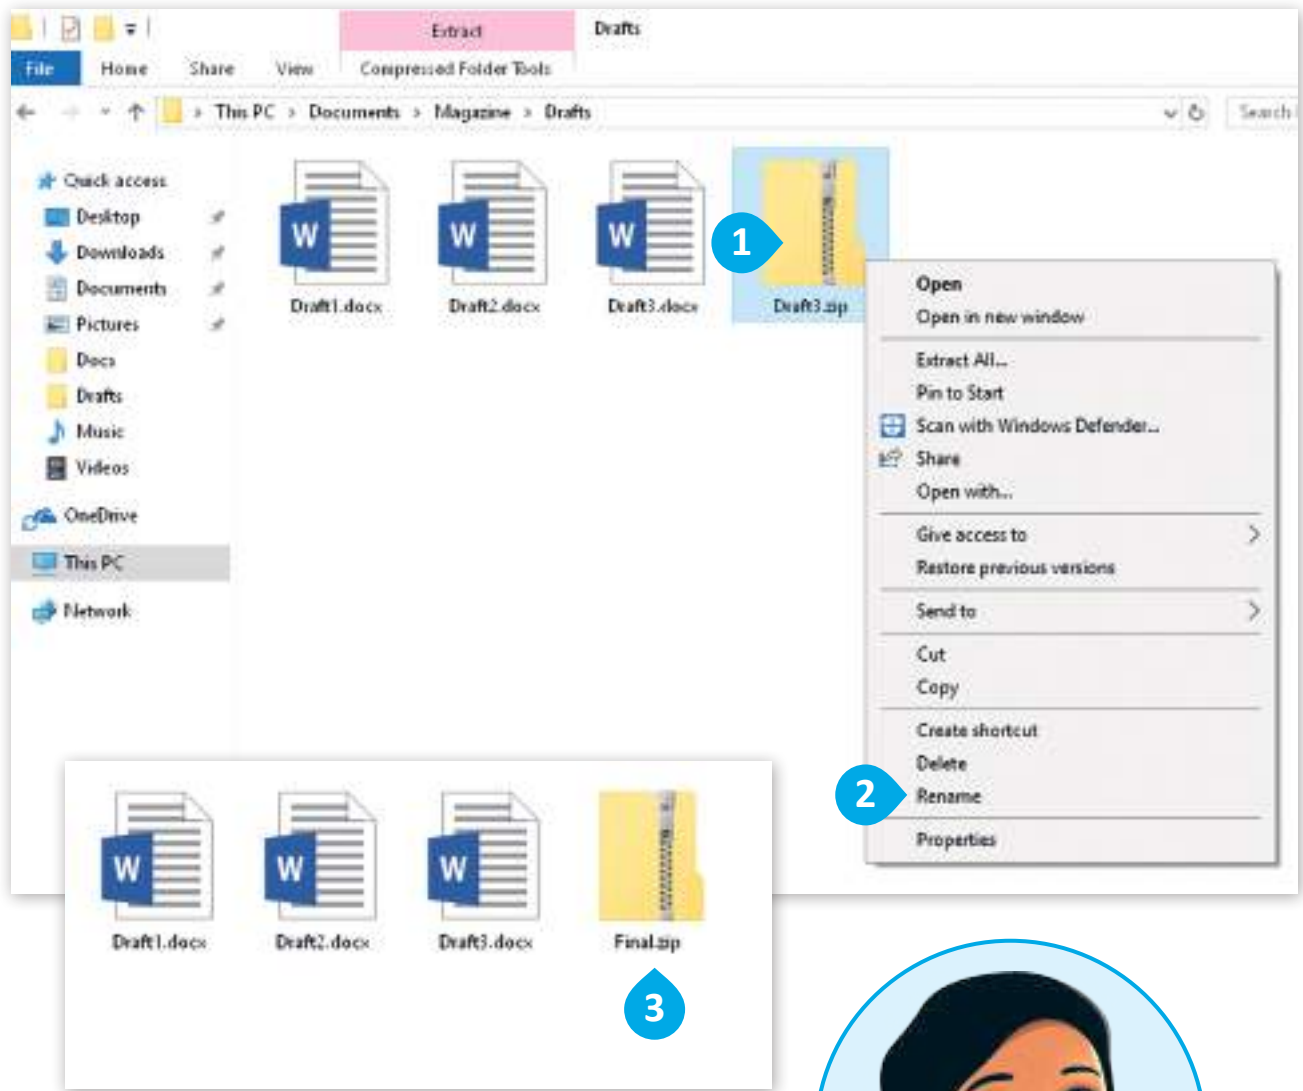 Extract
Drafts
File
Home
Share
View
Compressed Folder Tools
This PC > Documents > Magazine > Drafts
Search
Quick access
Desktop
Downloads
Documents
Pictures
Docs
Drafts
Music
Videos
OneDrive
This PC
Network
W
W
W
Draft1.docx
Draft2.docx
Draft3.docx
Draft3.zip
1
Open
Open in new window
Extract All...
Pin to Start
Scan with Windows Defender...
Share
Open with...
Give access to
Restore previous versions
Send to
Cut
Copy
Create shortcut
Delete
2
Rename
Properties
W
W
W
Draft1.docx
Draft2.docx
Draft3.docx
Final.zip
3